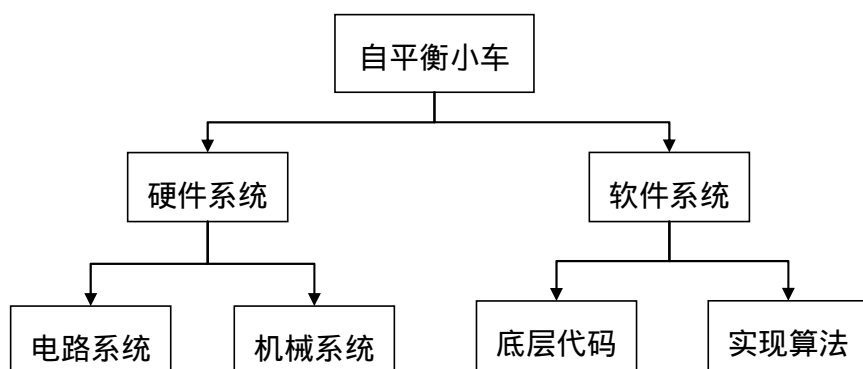 自平衡小车
硬件系统
软件系统
电路系统
机械系统
底层代码
实现算法